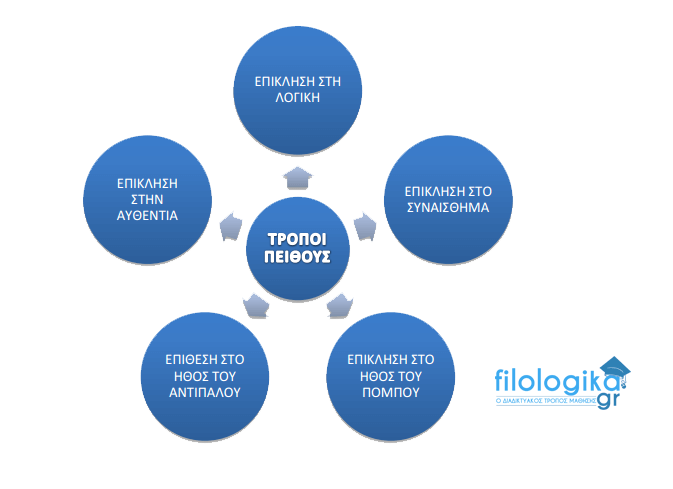 ΕΠΙΚΛΗΣΗ ΣΤΗ
ΛΟΓΙΚΗ
ΕΠΙΚΛΗΣΗ
ΣΤΗΝ
ΑΥΘΕΝΤΙΑ
ΕΠΙΚΛΗΣΗ ΣΤΟ
ΣΥΝΑΙΣΘΗΜΑ
ΤΡΟΠΟΙ
ΠΕΙΘΟΥΣ
ΕΠΙΘΕΣΗ ΣΤΟ
ΗΘΟΣ ΤΟΥ
ΑΝΤΙΠΑΛΟΥ
ΕΠΙΚΛΗΣΗ ΣΤΟ
ΗΘΟΣ ΤΟΥ
ΠΟΜΠΟΥ
filologika
Ο ΔΙΑΔΙΚΤΥΑΚΟΣ ΤΡΟΠΟΣ ΜΑΘΗΣΗΣ
gr